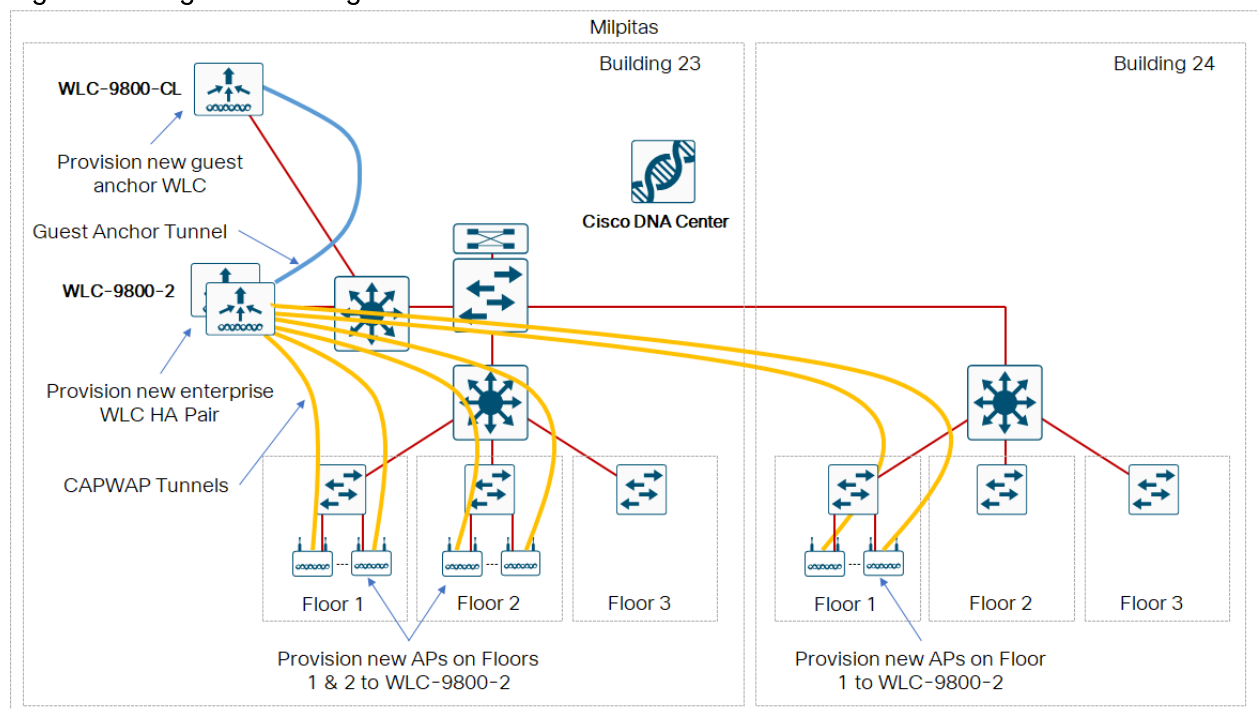 Milpitas
Building 23
Building 24
WLC-9800-CL
Provision new guest
anchor WLC
Cisco DNA Center
Guest Anchor Tunnel
WLC-9800-2
Provision new enterprise
WLC HA Pair
CAPWAP Tunnels
Floor 1
Floor 2
Floor 3
Floor 1
Floor 2
Floor 3
Provision new APs on Floors
1 & 2 to WLC-9800-2
Provision new APs on Floor
1 to WLC-9800-2